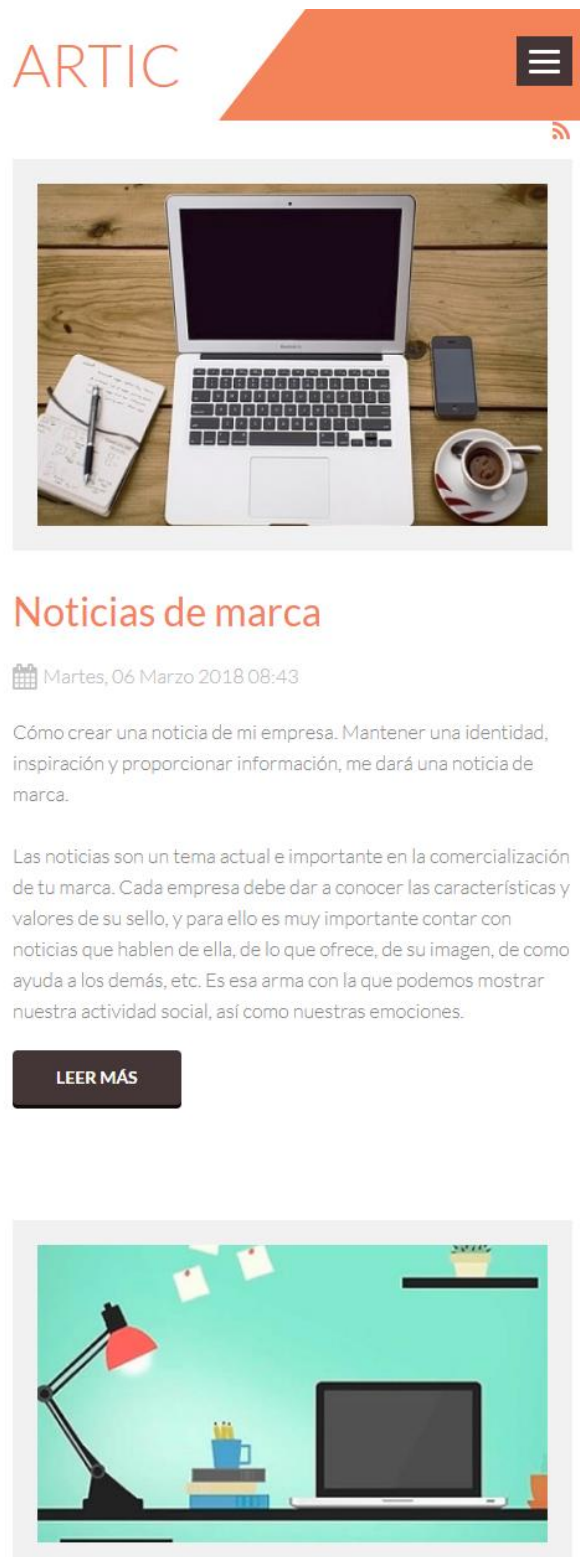 ARTIC
Noticias de marca
Martes, 06 Marzo 2018 08:43
Cómo crear una noticia de mi empresa. Mantener una identidad,
inspiración y proporcionar información, me dará una noticia de
marca.
Las noticias son un tema actual e importante en la comercialización
de tu marca. Cada empresa debe dar a conocer las características y
valores de su sello, y para ello es muy importante contar con
noticias que hablen de ella, de lo que ofrece, de su imagen, de como
ayuda a los demás, etc. Es esa arma con la que podemos mostrar
nuestra actividad social, así como nuestras emociones.
LEER MÁS